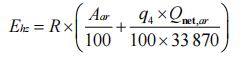 E_hz = R × ( A_ar / 100 + q_4 × Q_net,ar / 100 × 33 870 )